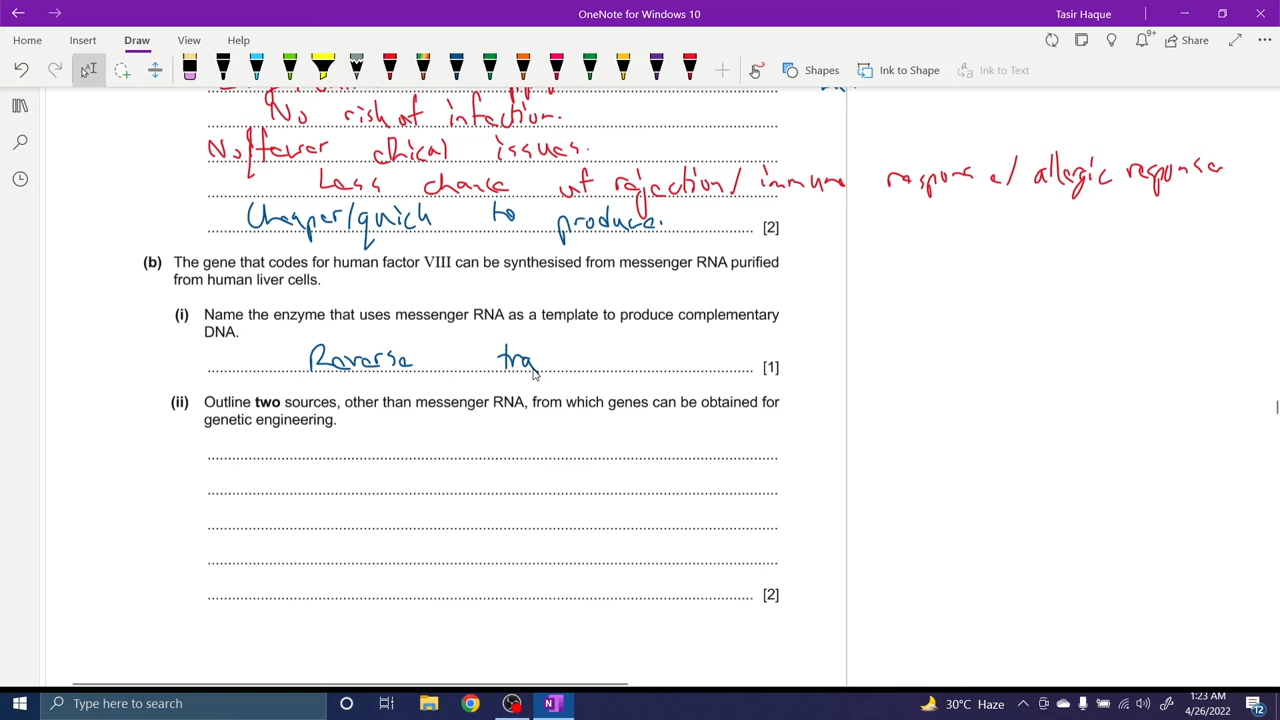 OneNote for Windows 10
Tasir Haque
Home Insert Draw View Help
Share
Shapes
Ink to Shape
Ink to Text
No risk of infection.
No/fewer ethical issues.
Less chance of rejection/ immune response/ allergic response
Cheaper/quick to produce.
[2]
(b) The gene that codes for human factor VIII can be synthesised from messenger RNA purified
from human liver cells.
(i) Name the enzyme that uses messenger RNA as a template to produce complementary
DNA.
Reverse tra
[1]
(ii) Outline two sources, other than messenger RNA, from which genes can be obtained for
genetic engineering.
[2]
Type here to search
30°C Haze
1:23 AM
4/26/2022
12